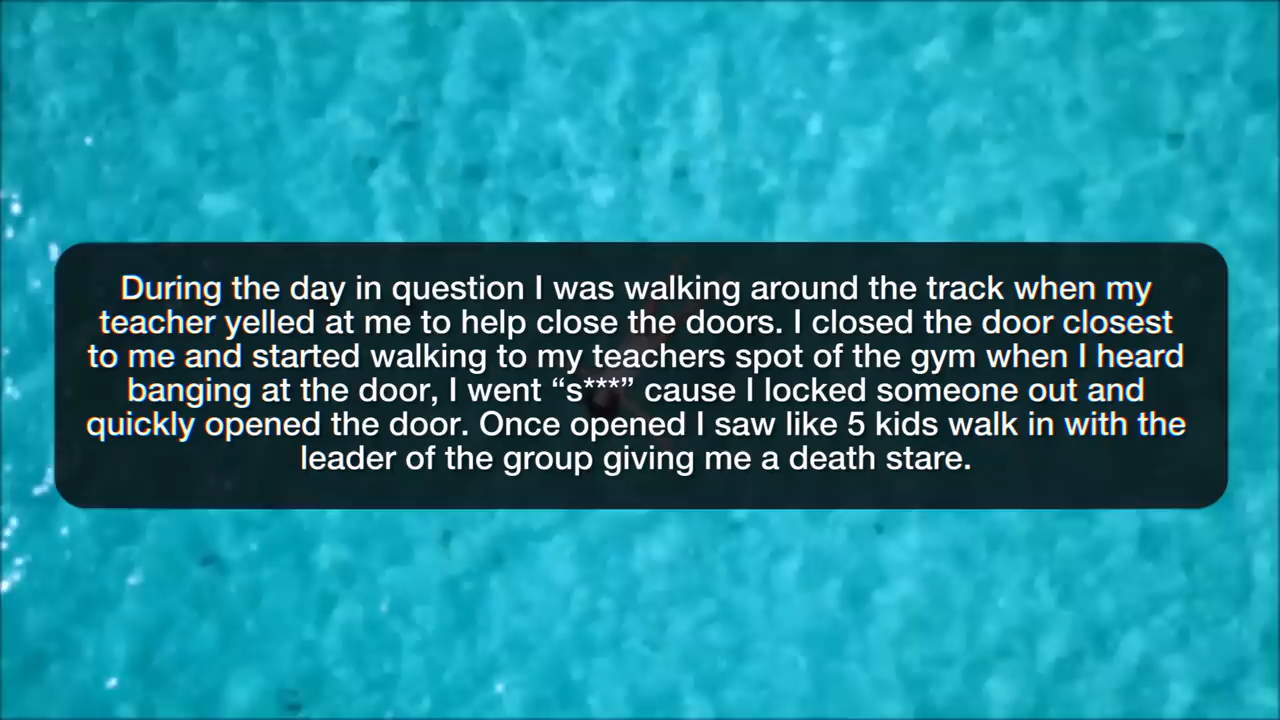 During the day in question I was walking around the track when my
teacher yelled at me to help close the doors. I closed the door closest
to me and started walking to my teachers spot of the gym when I heard
banging at the door, I went “s***” cause I locked someone out and
quickly opened the door. Once opened I saw like 5 kids walk in with the
leader of the group giving me a death stare.